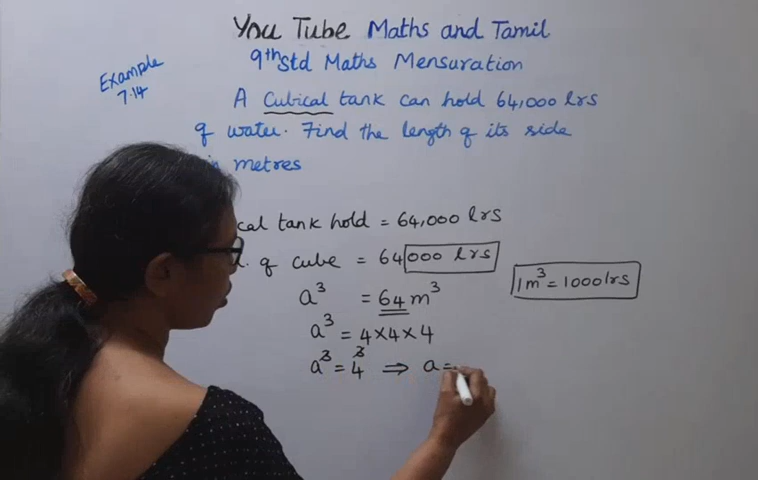 You Tube Maths and Tamil
9th Std Maths Mensuration
Example
7.14
A Cubical tank can hold 64,000 lrs
of water. Find the length of its side
metres
cal tank hold = 64,000 lrs
of cube = 64000 lrs
1m³ = 1000 lrs
a³ = 64 m³
a³ = 4×4×4
a³ = 4³ ⇒ a=